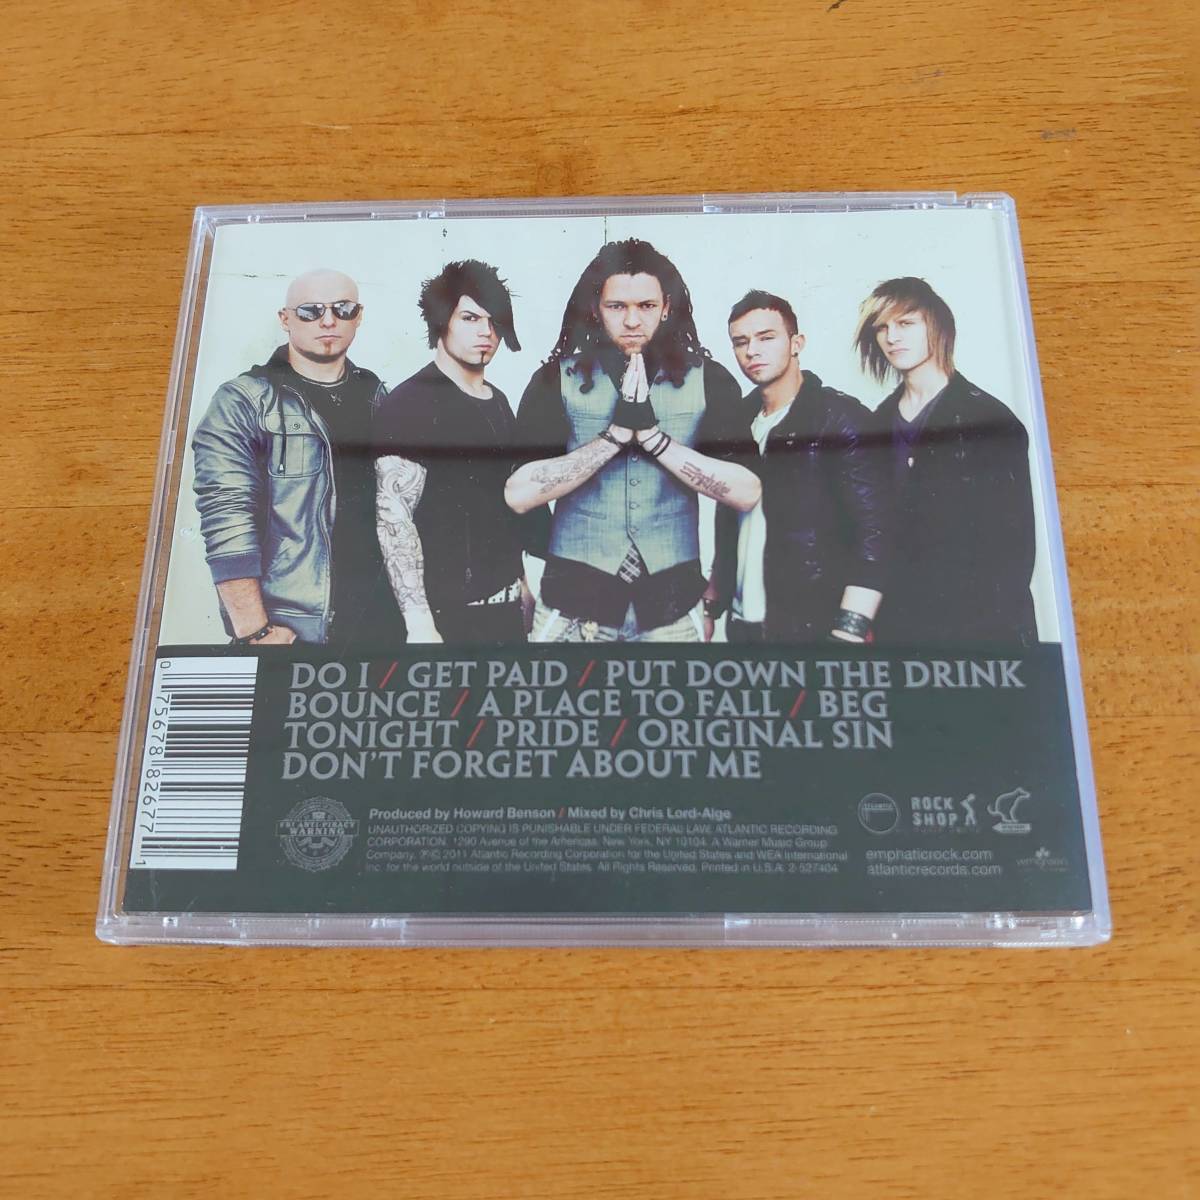 DO I / GET PAID / PUT DOWN THE DRINK
BOUNCE / A PLACE TO FALL / BEG
TONIGHT / PRIDE / ORIGINAL SIN
DON'T FORGET ABOUT ME
0 75678 82677 1
FBI ANTI-PIRACY
WARNING
Produced by Howard Benson / Mixed by Chris Lord-Alge
UNAUTHORIZED COPYING IS PUNISHABLE UNDER FEDERAL LAW. ATLANTIC RECORDING
CORPORATION, 1290 Avenue of the Americas, New York, NY 10104. A Warner Music Group
Company. ℗© 2011 Atlantic Recording Corporation for the United States and WEA International
Inc. for the world outside of the United States. All Rights Reserved. Printed in U.S.A. 2-527404
ATLANTIC
ROCK
SHOP
emphaticrock.com
atlanticrecords.com